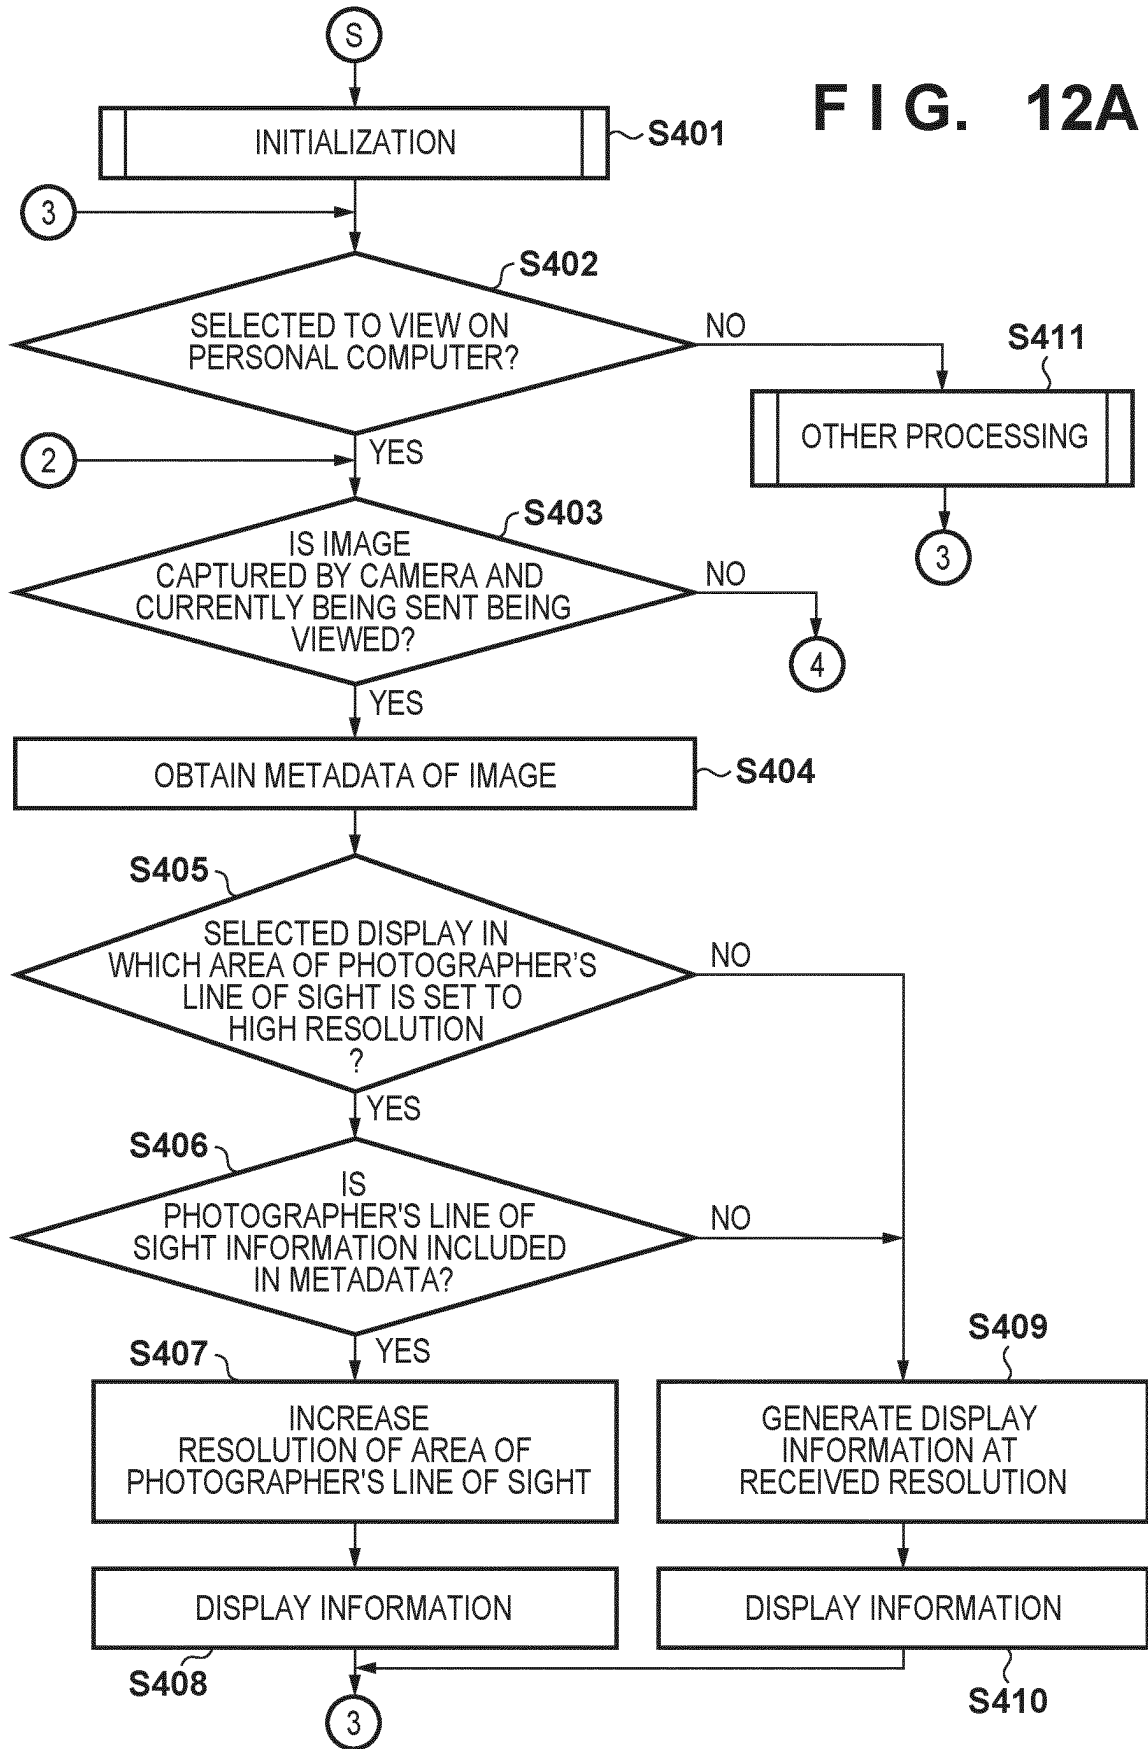 S
FIG. 12A
INITIALIZATION
S401
3
S402
SELECTED TO VIEW ON
PERSONAL COMPUTER?
NO
S411
OTHER PROCESSING
3
YES
2
S403
IS IMAGE
CAPTURED BY CAMERA AND
CURRENTLY BEING SENT BEING
VIEWED?
NO
4
YES
OBTAIN METADATA OF IMAGE
S404
S405
SELECTED DISPLAY IN
WHICH AREA OF PHOTOGRAPHER'S
LINE OF SIGHT IS SET TO
HIGH RESOLUTION
?
NO
YES
S406
IS
PHOTOGRAPHER'S LINE OF
SIGHT INFORMATION INCLUDED
IN METADATA?
NO
YES
S407
INCREASE
RESOLUTION OF AREA OF
PHOTOGRAPHER'S LINE OF SIGHT
S409
GENERATE DISPLAY
INFORMATION AT
RECEIVED RESOLUTION
DISPLAY INFORMATION
S408
DISPLAY INFORMATION
S410
3